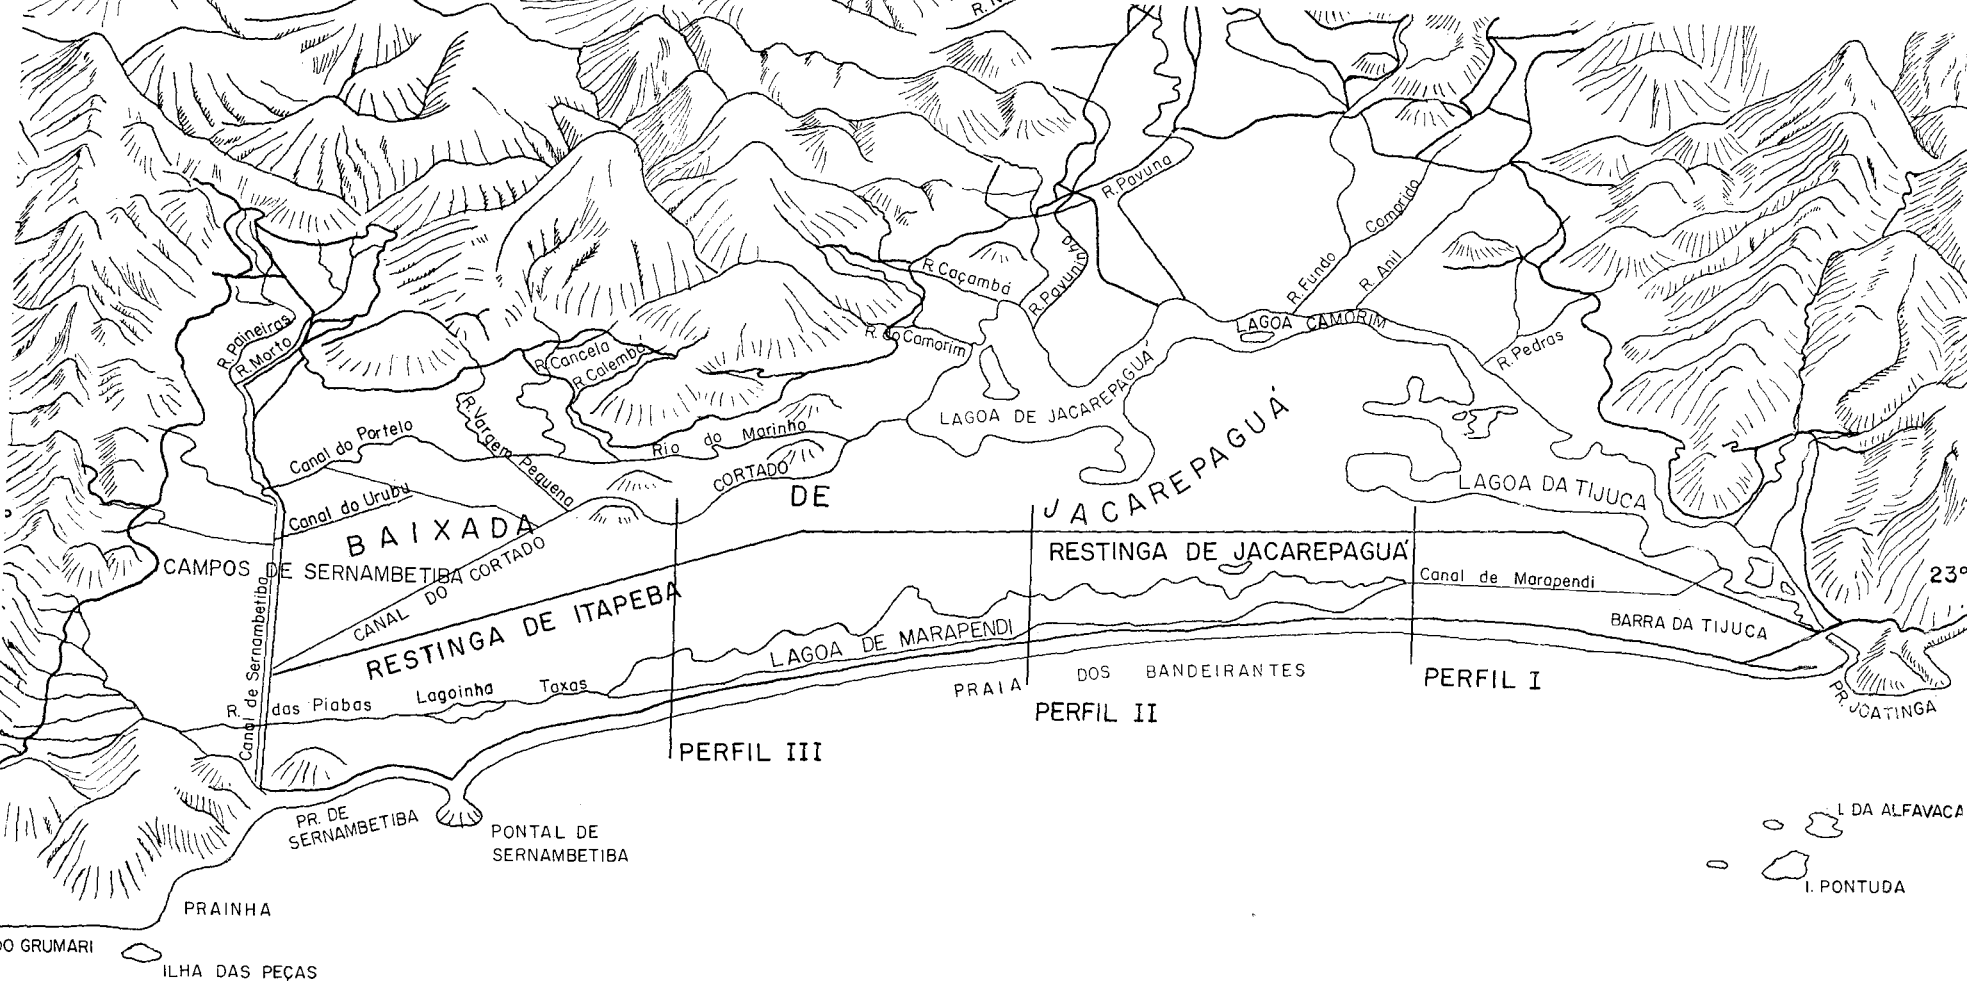 R. Pavuna
R. Fundo
Comprido
R. Anil
R. Caçambá
R. Pavuninha
R. Paineiras
R. Morto
R. Cancela
R. Calembá
R. do Camorim
LAGOA CAMORIM
R. Pedras
LAGOA DE JACAREPAGUÁ
R. Vargem Pequena
Canal do Portelo
Rio do Marinho
CORTADO
Canal do Urubu
LAGOA DA TIJUCA
BAIXADA
DE
JACAREPAGUÁ
CAMPOS DE SERNAMBETIBA
CANAL DO CORTADO
RESTINGA DE JACAREPAGUÁ
Canal de Marapendi
23º
RESTINGA DE ITAPEBA
BARRA DA TIJUCA
Canal de Sernambetiba
LAGOA DE MARAPENDI
R. das Piabas
Lagoinha
Taxas
PRAIA DOS BANDEIRANTES
PERFIL I
PERFIL II
PERFIL III
PR. JOATINGA
PR. DE
SERNAMBETIBA
PONTAL DE
SERNAMBETIBA
I. DA ALFAVACA
I. PONTUDA
PRAINHA
DO GRUMARI
ILHA DAS PEÇAS